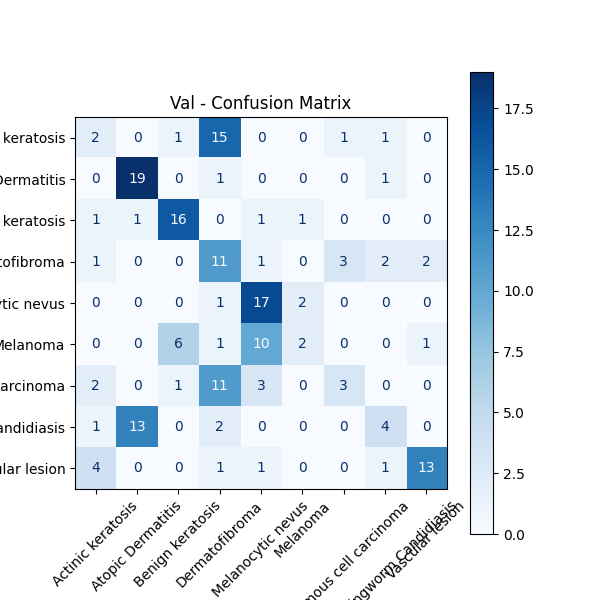 Val - Confusion Matrix
keratosis 2 0 1 15 0 0 1 1 0
Dermatitis 0 19 0 1 0 0 0 1 0
keratosis 1 1 16 0 1 1 0 0 0
tofibroma 1 0 0 11 1 0 3 2 2
ytic nevus 0 0 0 1 17 2 0 0 0
Melanoma 0 0 6 1 10 2 0 0 1
arcinoma 2 0 1 11 3 0 3 0 0
andidiasis 1 13 0 2 0 0 0 4 0
ular lesion 4 0 0 1 1 0 0 1 13
Actinic keratosis
Atopic Dermatitis
Benign keratosis
Dermatofibroma
Melanocytic nevus
Melanoma
mous cell carcinoma
ngworm Candidiasis
Vascular lesion
17.5
15.0
12.5
10.0
7.5
5.0
2.5
0.0